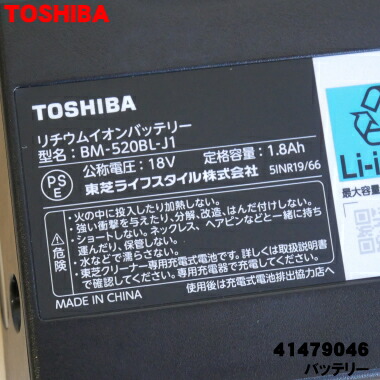 TOSHIBA
TOSHIBA
リチウムイオンバッテリー
型名:BM-520BL-J1
公称電圧:18V 定格容量:1.8Ah
5INR19/66
PS
E
東芝ライフスタイル株式会社
危険
・火の中に投入したり加熱しない。
・強い衝撃を与えたり、分解、改造、はんだ付けしない。
・ショートしない。ネックレス、ヘアピンなどと一緒に持ち
運んだり、保管しない。
・水などで濡らさない。
・東芝クリーナー専用充電式電池です。詳しくは取扱説明書
を確認してください。専用充電器で充電してください。
使用後は充電式電池排出協力店へ
MADE IN CHINA
Li-i
最大容量
41479046
バッテリー